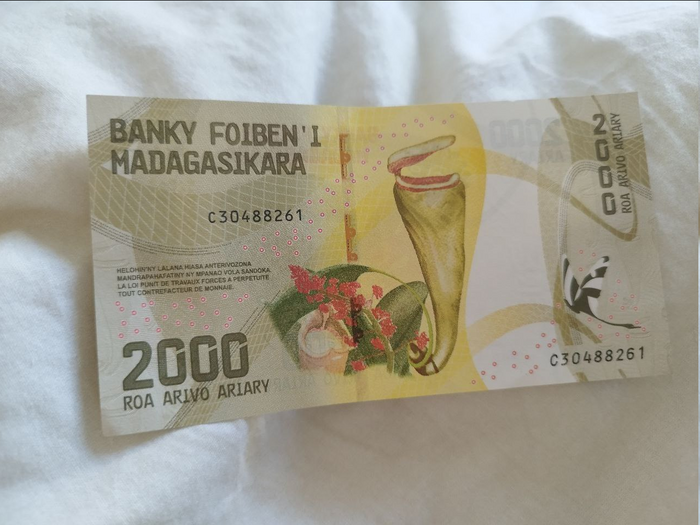 BANKY FOIBEN'I
MADAGASIKARA
C30488261
HELOHIN'NY LALANA HIASA ANTERIVOZONA
MANDRAPAHAFATINY NY MPANAO VOLA SANDOKA.
LA LOI PUNIT DE TRAVAUX FORCÉS A PERPETUITE
TOUT CONTREFACTEUR DE MONNAIE.
2000
ROA ARIVO ARIARY
2000
ROA ARIVO ARIARY
C30488261